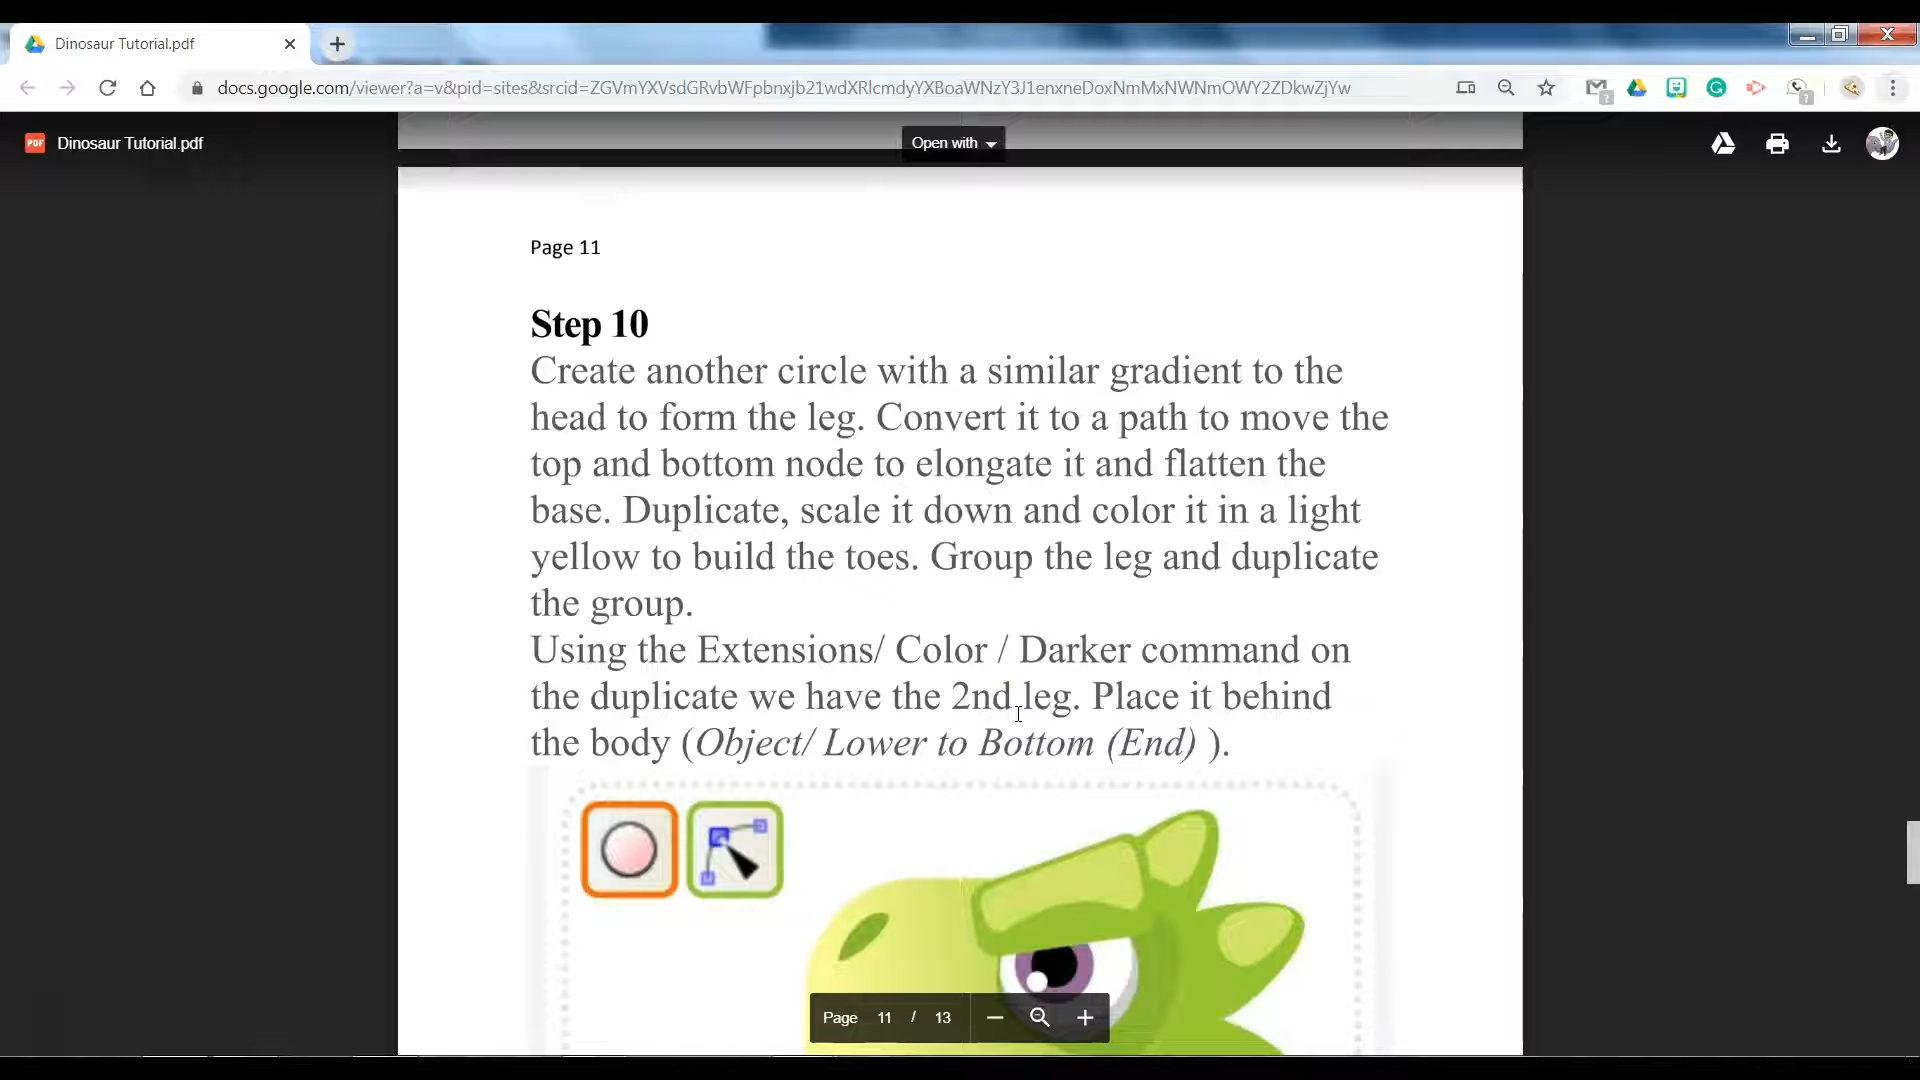 Dinosaur Tutorial.pdf
docs.google.com/viewer?a=v&pid=sites&srcid=ZGVmYXVsdGRvbWFpbnxjb21wdXRlcmdyYXBoaWNzY3J1enxneDoxNmMxNWNmOWY2ZDkwZjYw
PDF Dinosaur Tutorial.pdf
Open with
Page 11
Step 10
Create another circle with a similar gradient to the
head to form the leg. Convert it to a path to move the
top and bottom node to elongate it and flatten the
base. Duplicate, scale it down and color it in a light
yellow to build the toes. Group the leg and duplicate
the group.
Using the Extensions/ Color / Darker command on
the duplicate we have the 2nd leg. Place it behind
the body (Object/ Lower to Bottom (End) ).
Page 11 / 13